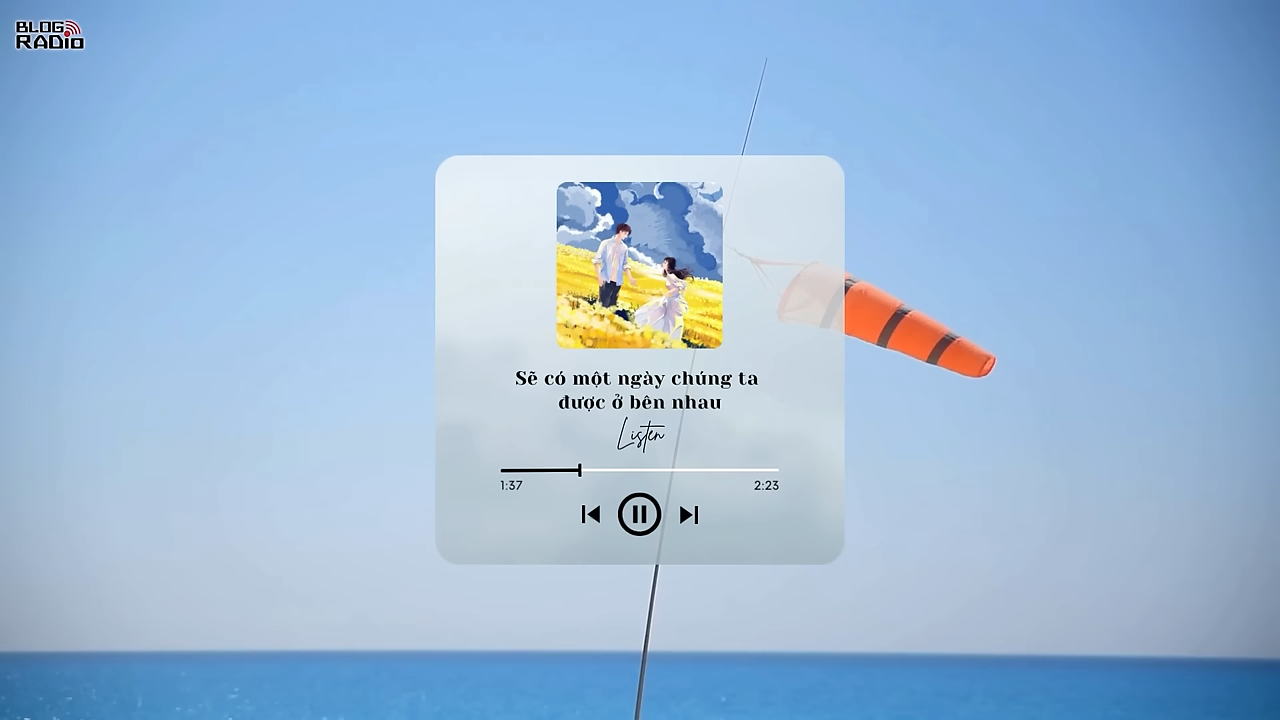 BLOG
RADIO
Sẽ có một ngày chúng ta
được ở bên nhau
Listen
1:37
2:23